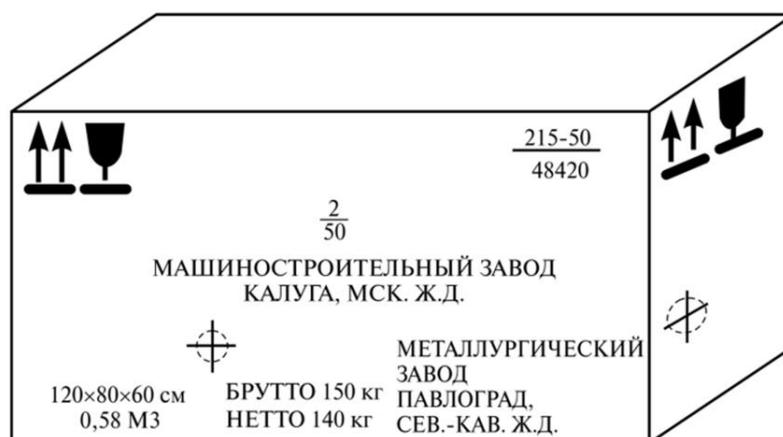 215-50
48420
2
50
МАШИНОСТРОИТЕЛЬНЫЙ ЗАВОД
КАЛУГА, МСК. Ж.Д.
120×80×60 см
0,58 М3
БРУТТО 150 кг
НЕТТО 140 кг
МЕТАЛЛУРГИЧЕСКИЙ
ЗАВОД
ПАВЛОГРАД,
СЕВ.-КАВ. Ж.Д.